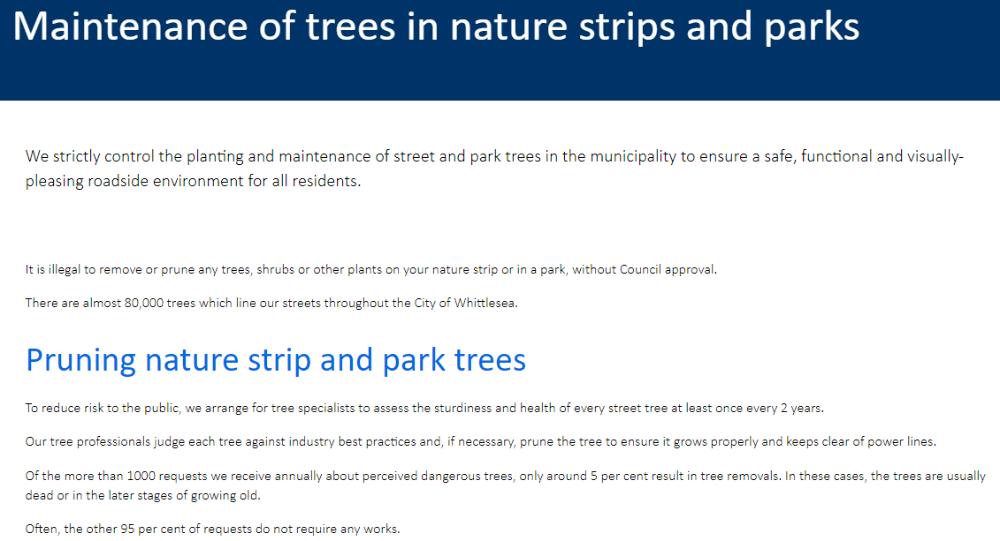 Maintenance of trees in nature strips and parks
We strictly control the planting and maintenance of street and park trees in the municipality to ensure a safe, functional and visually-
pleasing roadside environment for all residents.
It is illegal to remove or prune any trees, shrubs or other plants on your nature strip or in a park, without Council approval.
There are almost 80,000 trees which line our streets throughout the City of Whittlesea.
Pruning nature strip and park trees
To reduce risk to the public, we arrange for tree specialists to assess the sturdiness and health of every street tree at least once every 2 years.
Our tree professionals judge each tree against industry best practices and, if necessary, prune the tree to ensure it grows properly and keeps clear of power lines.
Of the more than 1000 requests we receive annually about perceived dangerous trees, only around 5 per cent result in tree removals. In these cases, the trees are usually
dead or in the later stages of growing old.
Often, the other 95 per cent of requests do not require any works.